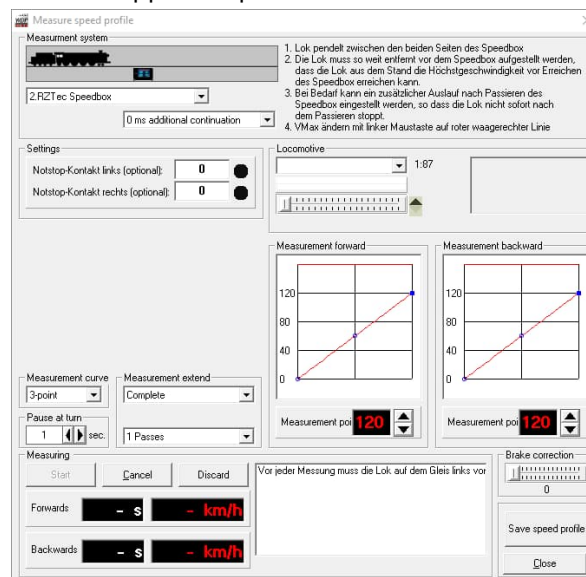 Measure speed profile
Measurment system
2.RZTec Speedbox
0 ms additional continuation
1. Lok pendelt zwischen den beiden Seiten des Speedbox
2. Die Lok muss so weit entfernt vor dem Speedbox aufgestellt werden,
dass die Lok aus dem Stand die Höchstgeschwindigkeit vor Erreichen
des Speedbox erreichen kann.
3. Bei Bedarf kann ein zusätzlicher Auslauf nach Passieren des
Speedbox eingestellt werden, so dass die Lok nicht sofort nach
dem Passieren stoppt.
4. VMax ändern mit linker Maustaste auf roter waagerechter Linie
Settings
Notstop-Kontakt links (optional): 0
Notstop-Kontakt rechts (optional): 0
Locomotive
1:87
Measurement forward
120
80
40
0
Measurement poi 120
Measurement backward
120
80
40
0
Measurement poi 120
Measurement curve
3-point
Measurement extend
Complete
Pause at turn
1 sec.
1 Passes
Measuring
Start Cancel Discard
Forwards - s - km/h
Backwards - s - km/h
Vor jeder Messung muss die Lok auf dem Gleis links vor
Brake correction
0
Save speed profile
Close